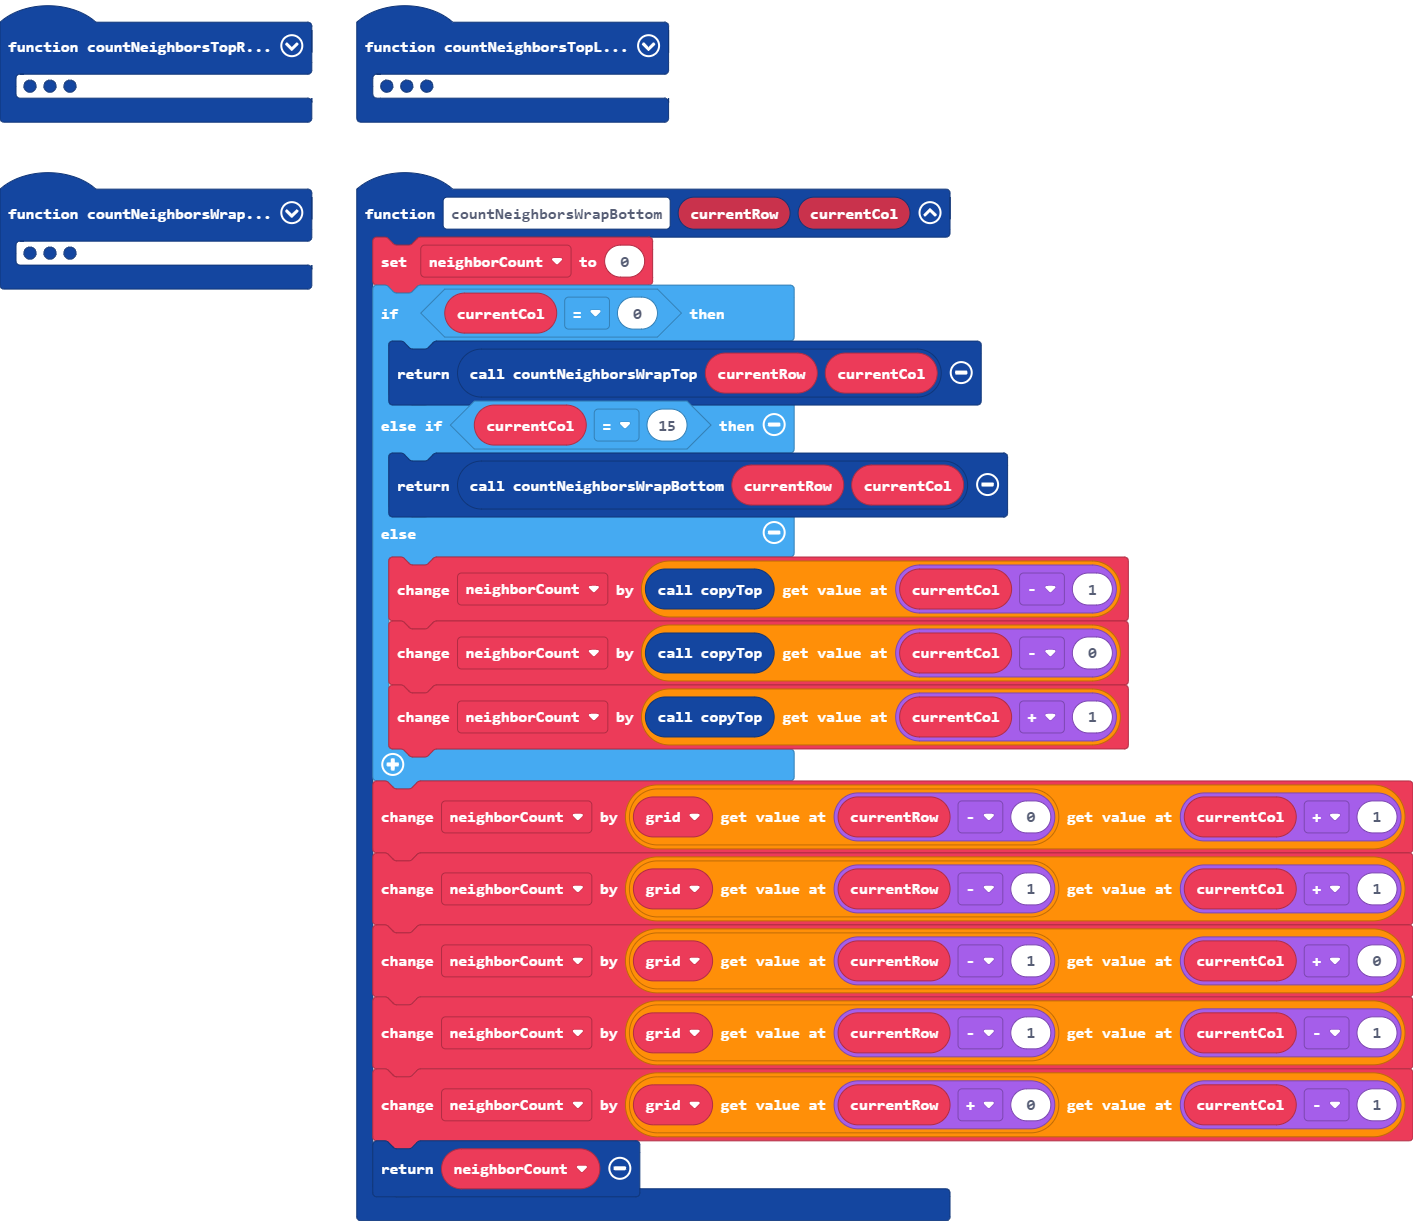 function countNeighborsTopR...
function countNeighborsTopL...
function countNeighborsWrap...
function countNeighborsWrapBottom currentRow currentCol
set neighborCount to 0
if currentCol = 0 then
return call countNeighborsWrapTop currentRow currentCol
else if currentCol = 15 then
return call countNeighborsWrapBottom currentRow currentCol
else
change neighborCount by call copyTop get value at currentCol - 1
change neighborCount by call copyTop get value at currentCol - 0
change neighborCount by call copyTop get value at currentCol + 1
change neighborCount by grid get value at currentRow - 0 get value at currentCol + 1
change neighborCount by grid get value at currentRow - 1 get value at currentCol + 1
change neighborCount by grid get value at currentRow - 1 get value at currentCol + 0
change neighborCount by grid get value at currentRow - 1 get value at currentCol - 1
change neighborCount by grid get value at currentRow + 0 get value at currentCol - 1
return neighborCount